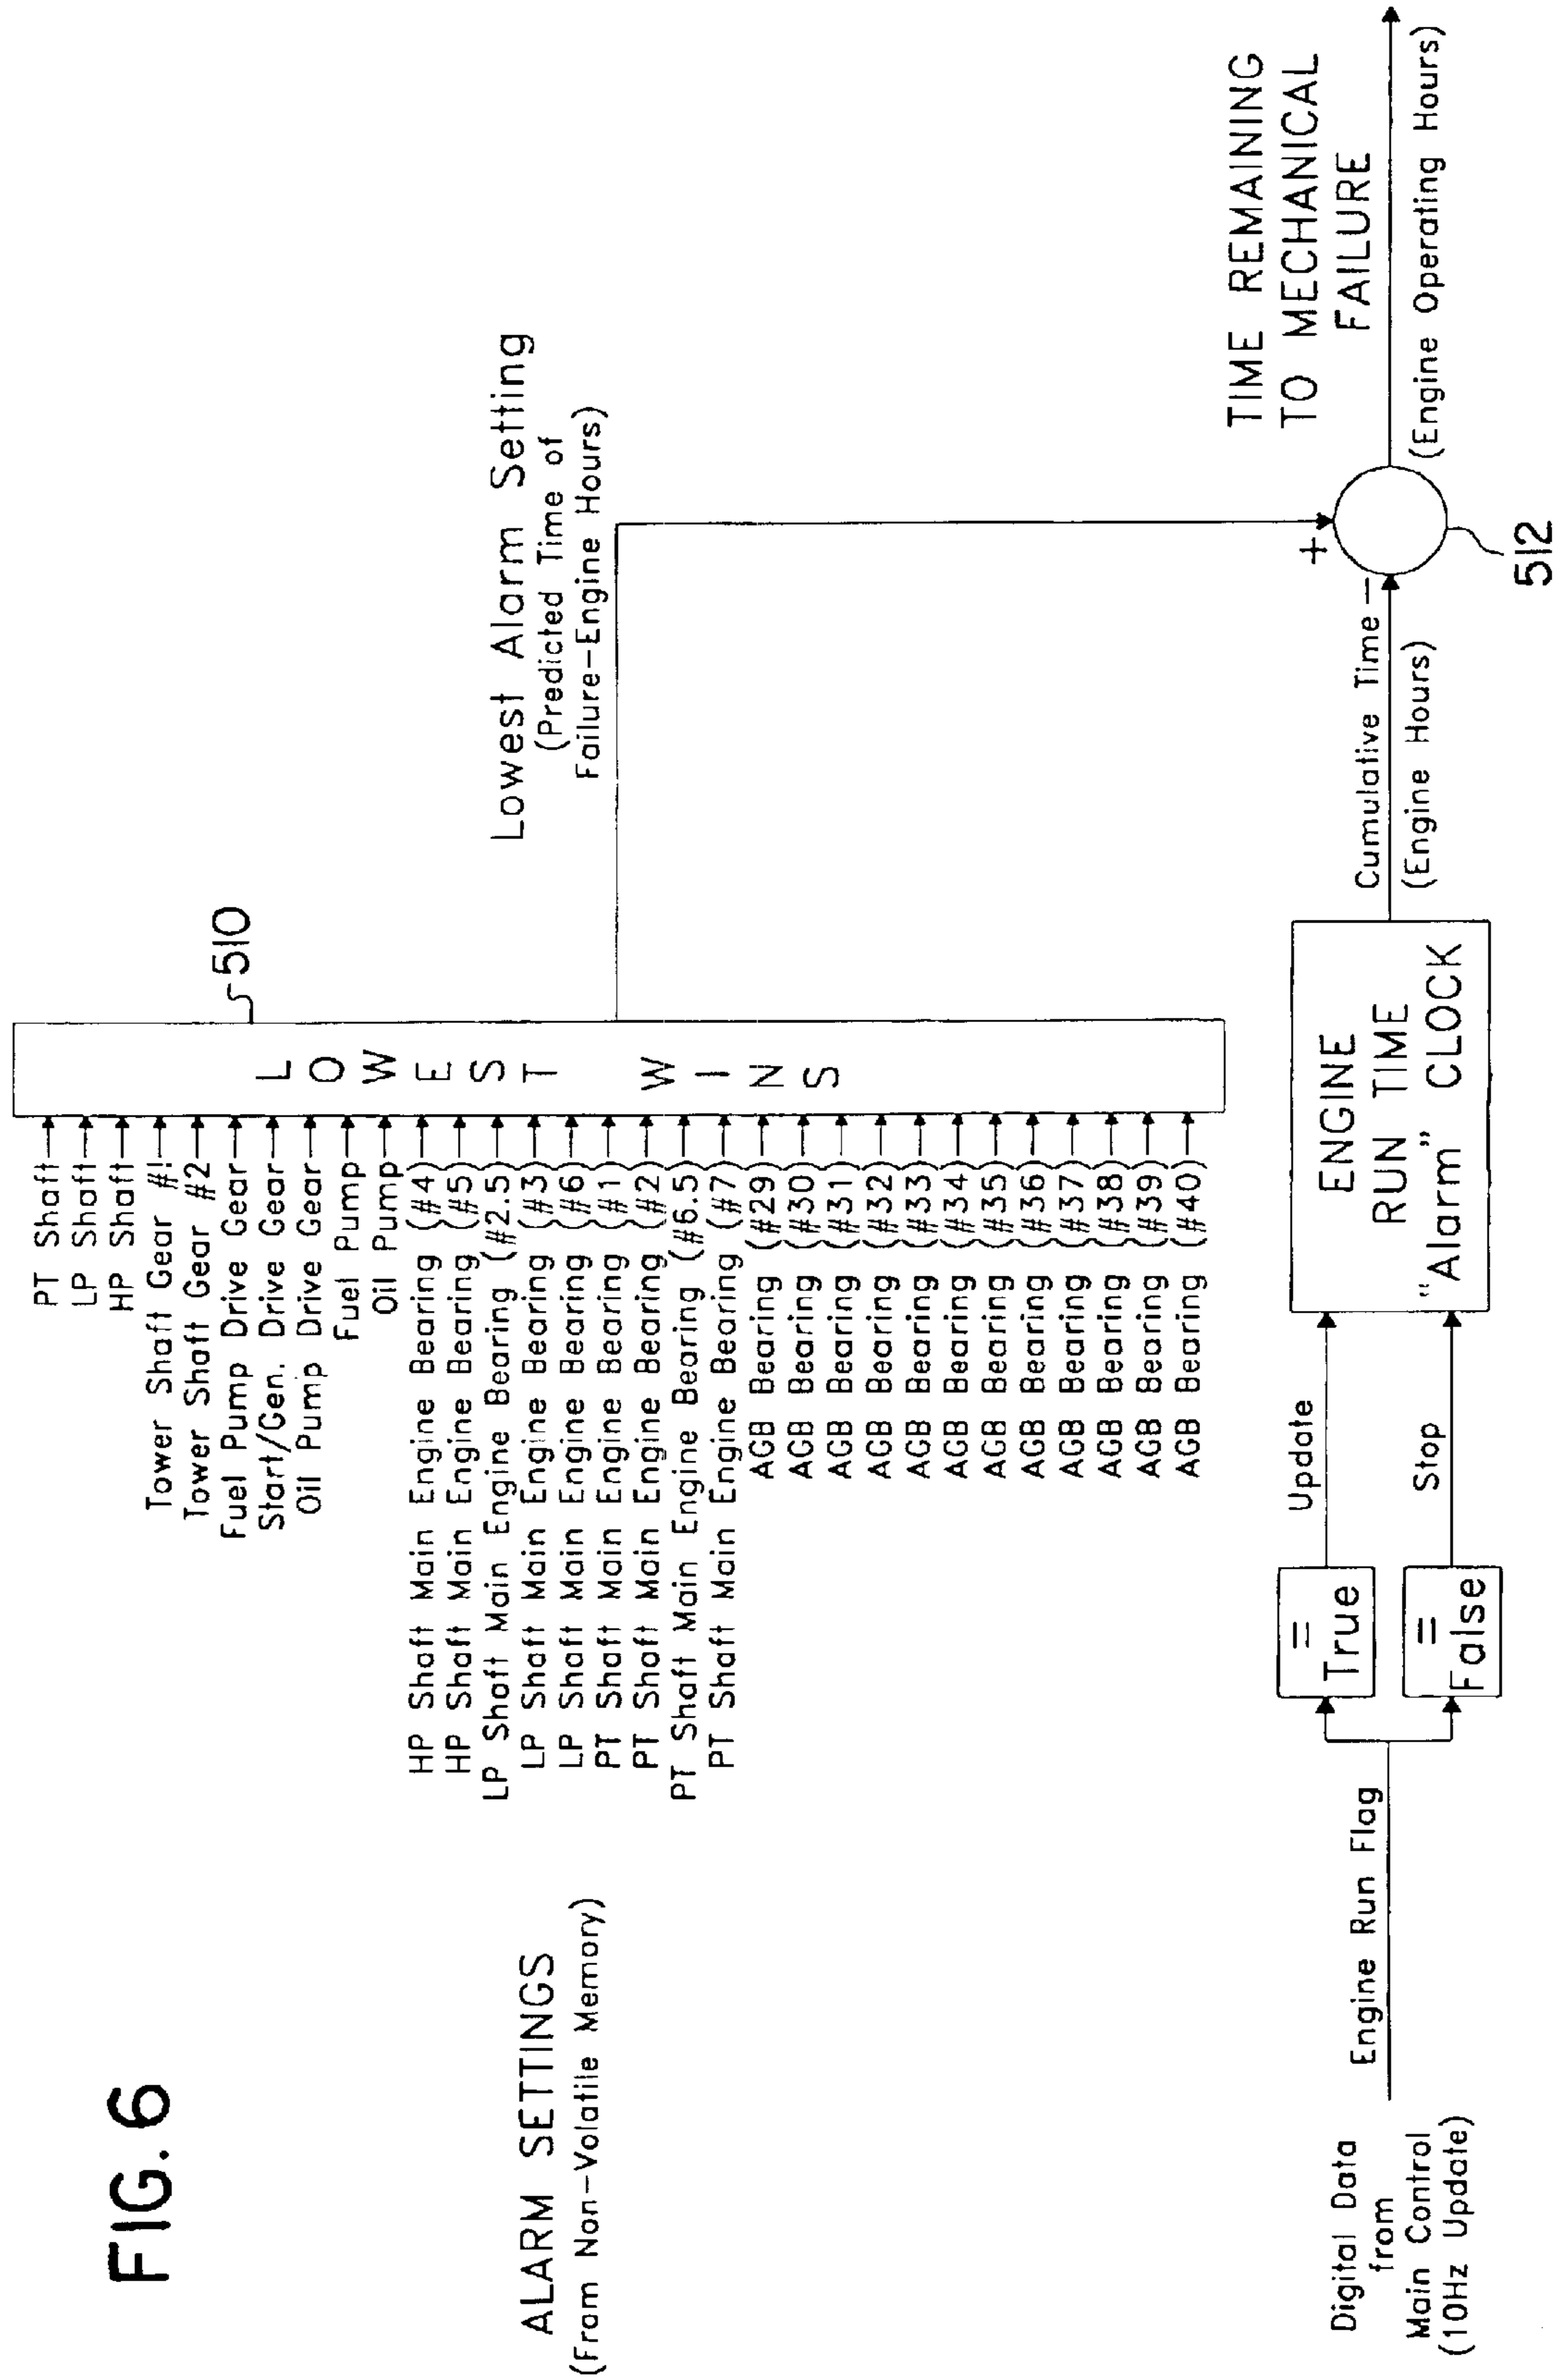 FIG. 6
ALARM SETTINGS
(From Non-Volatile Memory)
PT Shaft
LP Shaft
HP Shaft
Tower Shaft Gear #1
Tower Shaft Gear #2
Fuel Pump Drive Gear
Start/Gen. Drive Gear
Oil Pump Drive Gear
Fuel Pump
Oil Pump
HP Shaft Main Engine Bearing (#4)
HP Shaft Main Engine Bearing (#5)
LP Shaft Main Engine Bearing (#2.5)
LP Shaft Main Engine Bearing (#3)
LP Shaft Main Engine Bearing (#6)
PT Shaft Main Engine Bearing (#1)
PT Shaft Main Engine Bearing (#2)
PT Shaft Main Engine Bearing (#6.5)
PT Shaft Main Engine Bearing (#7)
AGB Bearing (#29)
AGB Bearing (#30)
AGB Bearing (#31)
AGB Bearing (#32)
AGB Bearing (#33)
AGB Bearing (#34)
AGB Bearing (#35)
AGB Bearing (#36)
AGB Bearing (#37)
AGB Bearing (#38)
AGB Bearing (#39)
AGB Bearing (#40)
LOWEST WINS
510
Lowest Alarm Setting
(Predicted Time of
Failure-Engine Hours)
Digital Data
from
Main Control
(10Hz Update)
Engine Run Flag
=
True
=
False
Update
Stop
ENGINE
RUN TIME
"Alarm" CLOCK
Cumulative Time
(Engine Hours)
+
−
512
TIME REMAINING
TO MECHANICAL
FAILURE
(Engine Operating Hours)